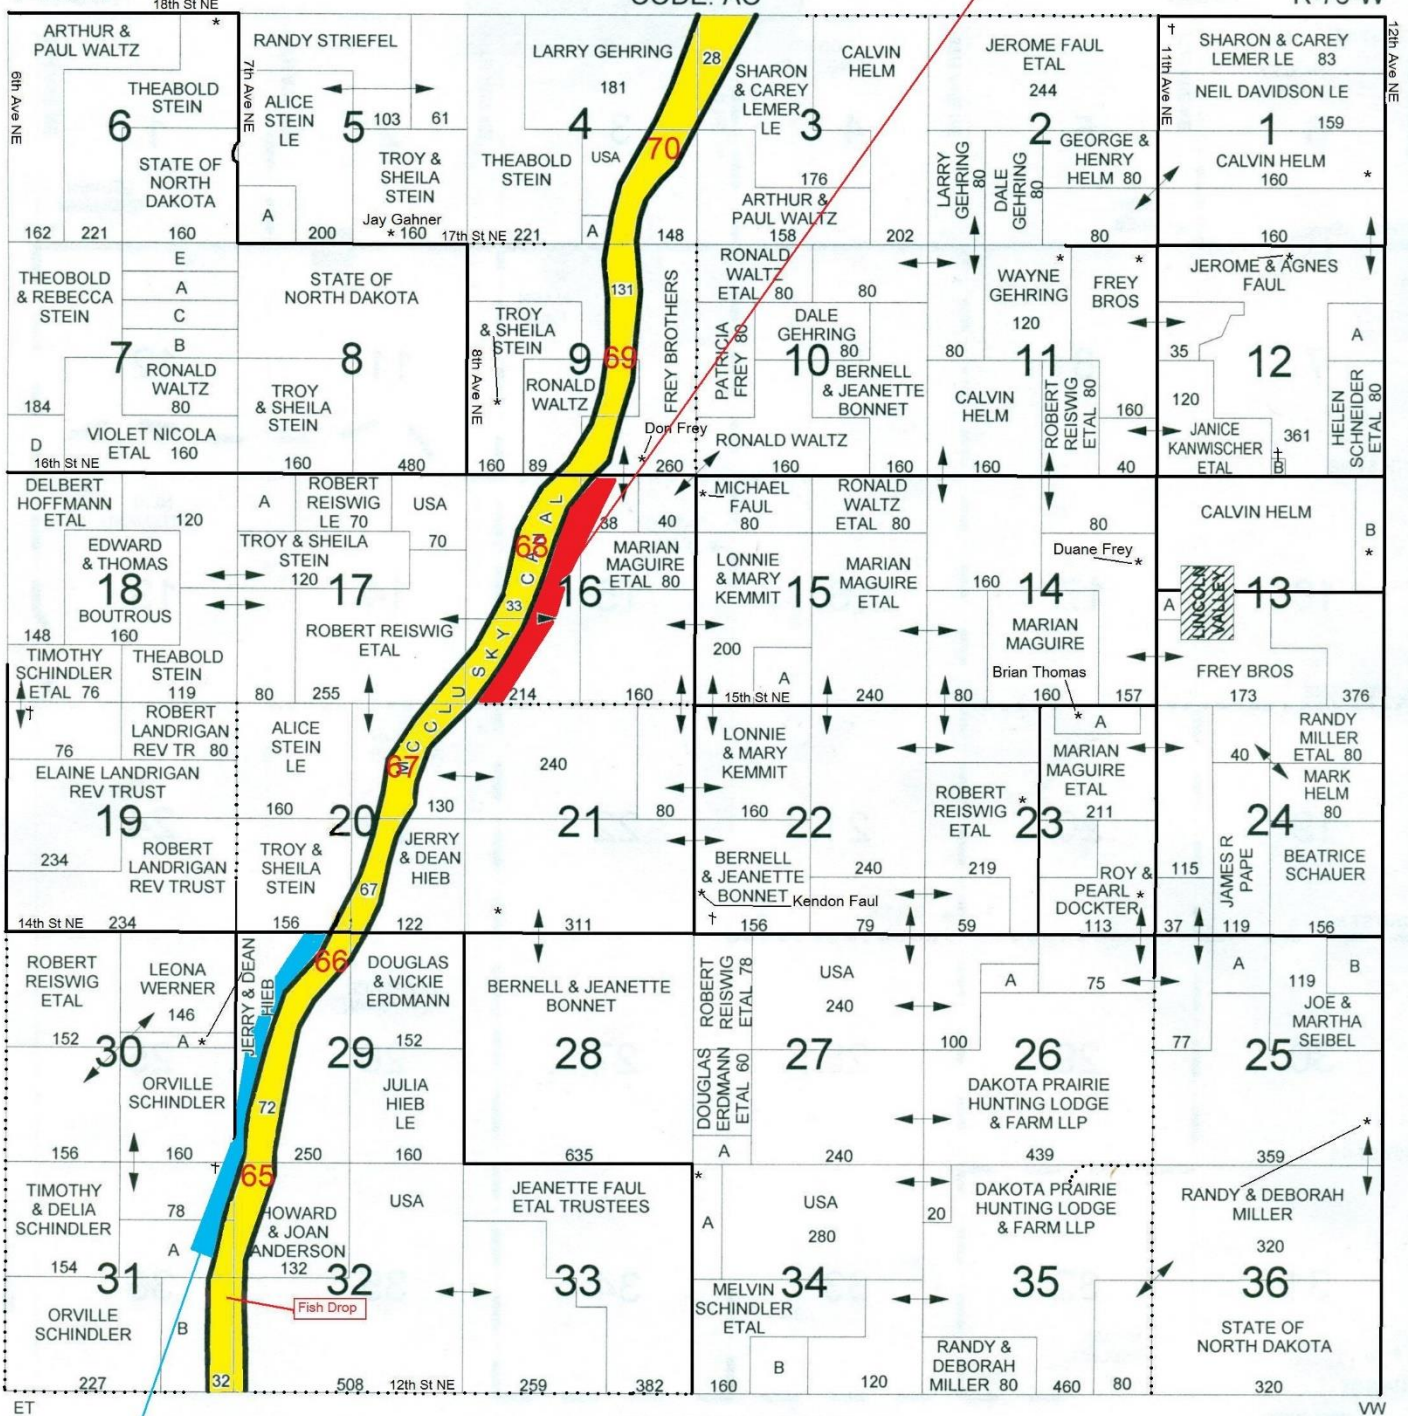 18th St NE
CODE: AO
12th Ave NE
6th Ave NE
7th Ave NE
11th Ave NE
ARTHUR &
PAUL WALTZ
THEABOLD
STEIN
6
STATE OF
NORTH
DAKOTA
162
221
160
RANDY STRIEFEL
ALICE
STEIN
LE
5
103
61
TROY &
SHEILA
STEIN
A
200
Jay Gahner
160
17th St NE
LARRY GEHRING
181
4
USA
THEABOLD
STEIN
221
A
148
28
70
SHARON
& CAREY
LEMER
LE
CALVIN
HELM
3
176
ARTHUR &
PAUL WALTZ
158
202
JEROME FAUL
ETAL
244
2
LARRY
GEHRING
80
DALE
GEHRING
80
GEORGE &
HENRY
HELM 80
80
SHARON & CAREY
LEMER LE 83
NEIL DAVIDSON LE
1
159
CALVIN HELM
160
160
THEOBOLD
& REBECCA
STEIN
E
A
C
B
7
RONALD
WALTZ
80
184
D
VIOLET NICOLA
ETAL 160
16th St NE
STATE OF
NORTH DAKOTA
8
TROY
& SHEILA
STEIN
160
480
8th Ave NE
TROY
& SHEILA
STEIN
9
RONALD
WALTZ
160
89
131
69
FREY BROTHERS
Don Frey
260
RONALD
WALTZ
ETAL 80
80
PATRICIA
FREY 80
DALE
GEHRING
80
10
BERNELL
& JEANETTE
BONNET
RONALD WALTZ
160
160
WAYNE
GEHRING
120
FREY
BROS
80
11
CALVIN
HELM
ROBERT
REISWIG
ETAL 80
160
160
40
JEROME & AGNES
FAUL
35
12
A
120
JANICE
KANWISCHER
ETAL
361
B
HELEN
SCHNEIDER
ETAL 80
DELBERT
HOFFMANN
ETAL
120
EDWARD
& THOMAS
18
BOUTROUS
148
160
TIMOTHY
SCHINDLER
ETAL 76
THEABOLD
STEIN
119
A
ROBERT
REISWIG
LE 70
USA
70
TROY & SHEILA
STEIN
120
17
ROBERT REISWIG
ETAL
80
255
68
MCCLUSKY CANAL
33
38
40
MARIAN
MAGUIRE
ETAL 80
16
214
160
MICHAEL
FAUL
80
RONALD
WALTZ
ETAL 80
LONNIE
& MARY
KEMMIT
15
MARIAN
MAGUIRE
ETAL
200
A
15th St NE
240
80
Duane Frey
160
14
MARIAN
MAGUIRE
Brian Thomas
80
160
157
CALVIN HELM
B
LINCOLN
VALLEY
13
A
FREY BROS
173
376
76
ROBERT
LANDRIGAN
REV TR 80
ELAINE LANDRIGAN
REV TRUST
19
234
ROBERT
LANDRIGAN
REV TRUST
14th St NE
234
ALICE
STEIN
LE
160
20
TROY &
SHEILA
STEIN
156
67
130
JERRY
& DEAN
HIEB
67
122
240
80
21
311
LONNIE
& MARY
KEMMIT
160
22
BERNELL
& JEANETTE
BONNET
Kendon Faul
240
156
79
ROBERT
REISWIG
ETAL
23
219
59
A
MARIAN
MAGUIRE
ETAL
211
ROY &
PEARL
DOCKTER
113
40
RANDY
MILLER
ETAL 80
MARK
HELM
80
24
115
JAMES R
PAPE
BEATRICE
SCHAUER
37
119
156
ROBERT
REISWIG
ETAL
LEONA
WERNER
146
152
A
30
ORVILLE
SCHINDLER
156
160
JERRY & DEAN
HIEB
66
DOUGLAS
& VICKIE
ERDMANN
29
152
JULIA
HIEB
LE
72
65
250
160
BERNELL & JEANETTE
BONNET
28
635
ROBERT
REISWIG
ETAL 78
USA
240
27
DOUGLAS
ERDMANN
ETAL 60
A
240
A
75
100
26
DAKOTA PRAIRIE
HUNTING LODGE
& FARM LLP
439
A
119
B
JOE &
MARTHA
SEIBEL
77
25
359
TIMOTHY
& DELIA
SCHINDLER
78
A
154
31
ORVILLE
SCHINDLER
B
227
32
HOWARD
& JOAN
ANDERSON
132
USA
32
Fish Drop
508
12th St NE
JEANETTE FAUL
ETAL TRUSTEES
33
259
382
A
USA
280
34
MELVIN
SCHINDLER
ETAL
B
160
120
20
DAKOTA PRAIRIE
HUNTING LODGE
& FARM LLP
35
RANDY &
DEBORAH
MILLER 80
460
80
RANDY & DEBORAH
MILLER
320
36
STATE OF
NORTH DAKOTA
320
ET
VW